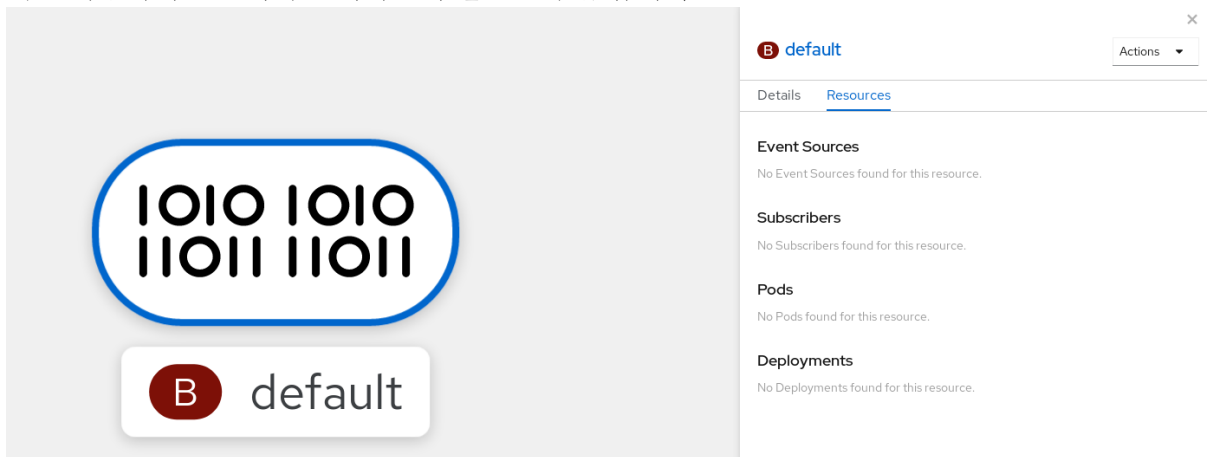 1010 1010
11011 11011
B default
B default
Actions
Details Resources
Event Sources
No Event Sources found for this resource.
Subscribers
No Subscribers found for this resource.
Pods
No Pods found for this resource.
Deployments
No Deployments found for this resource.